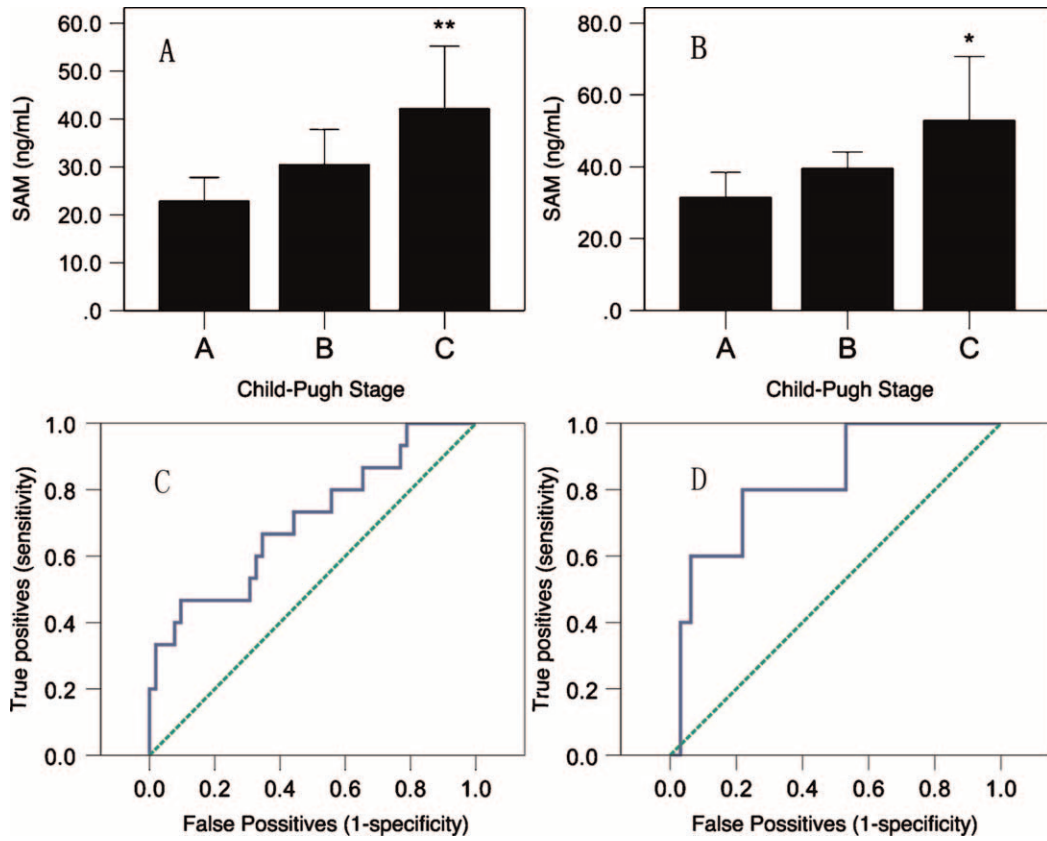 60.0
50.0
40.0
30.0
20.0
10.0
.0
SAM (ng/mL)
A
**
A B C
Child-Pugh Stage
80.0
60.0
40.0
20.0
.0
SAM (ng/mL)
B
*
A B C
Child-Pugh Stage
1.0
0.8
0.6
0.4
0.2
0.0
True positives (sensitivity)
C
0.0 0.2 0.4 0.6 0.8 1.0
False Possitives (1-specificity)
1.0
0.8
0.6
0.4
0.2
0.0
True positives (sensitivity)
D
0.0 0.2 0.4 0.6 0.8 1.0
False Possitives (1-specificity)